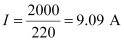 I = 2000/220 = 9.09 A